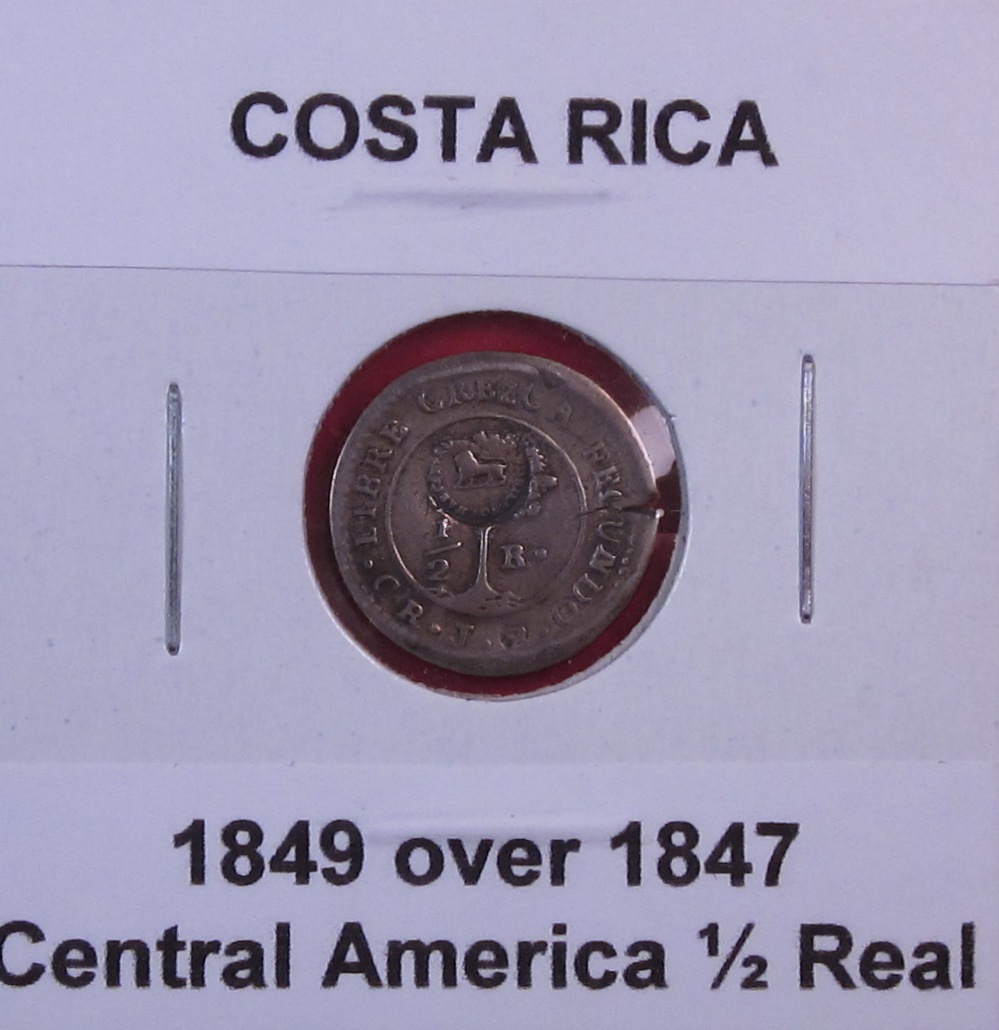 COSTA RICA
LIBRE CREZCA FECUNDO
1/2 R.
C R . J . B .
1849 over 1847
Central America ½ Real